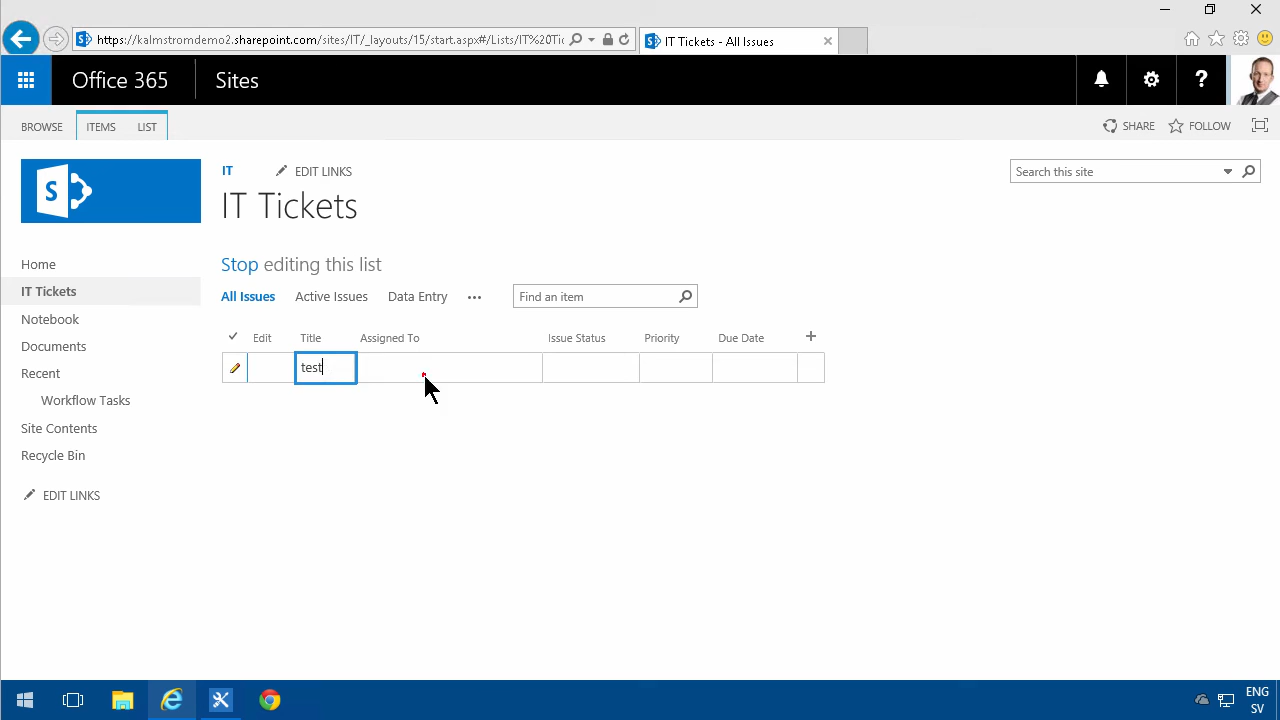 https://kalmstromdemo2.sharepoint.com/sites/IT/_layouts/15/start.aspx#/Lists/IT%20Tic
IT Tickets - All Issues
Office 365
Sites
BROWSE
ITEMS
LIST
SHARE
FOLLOW
IT
EDIT LINKS
Search this site
IT Tickets
Stop editing this list
All Issues
Active Issues
Data Entry
Find an item
Edit
Title
Assigned To
Issue Status
Priority
Due Date
test
Home
IT Tickets
Notebook
Documents
Recent
Workflow Tasks
Site Contents
Recycle Bin
EDIT LINKS
ENG
SV